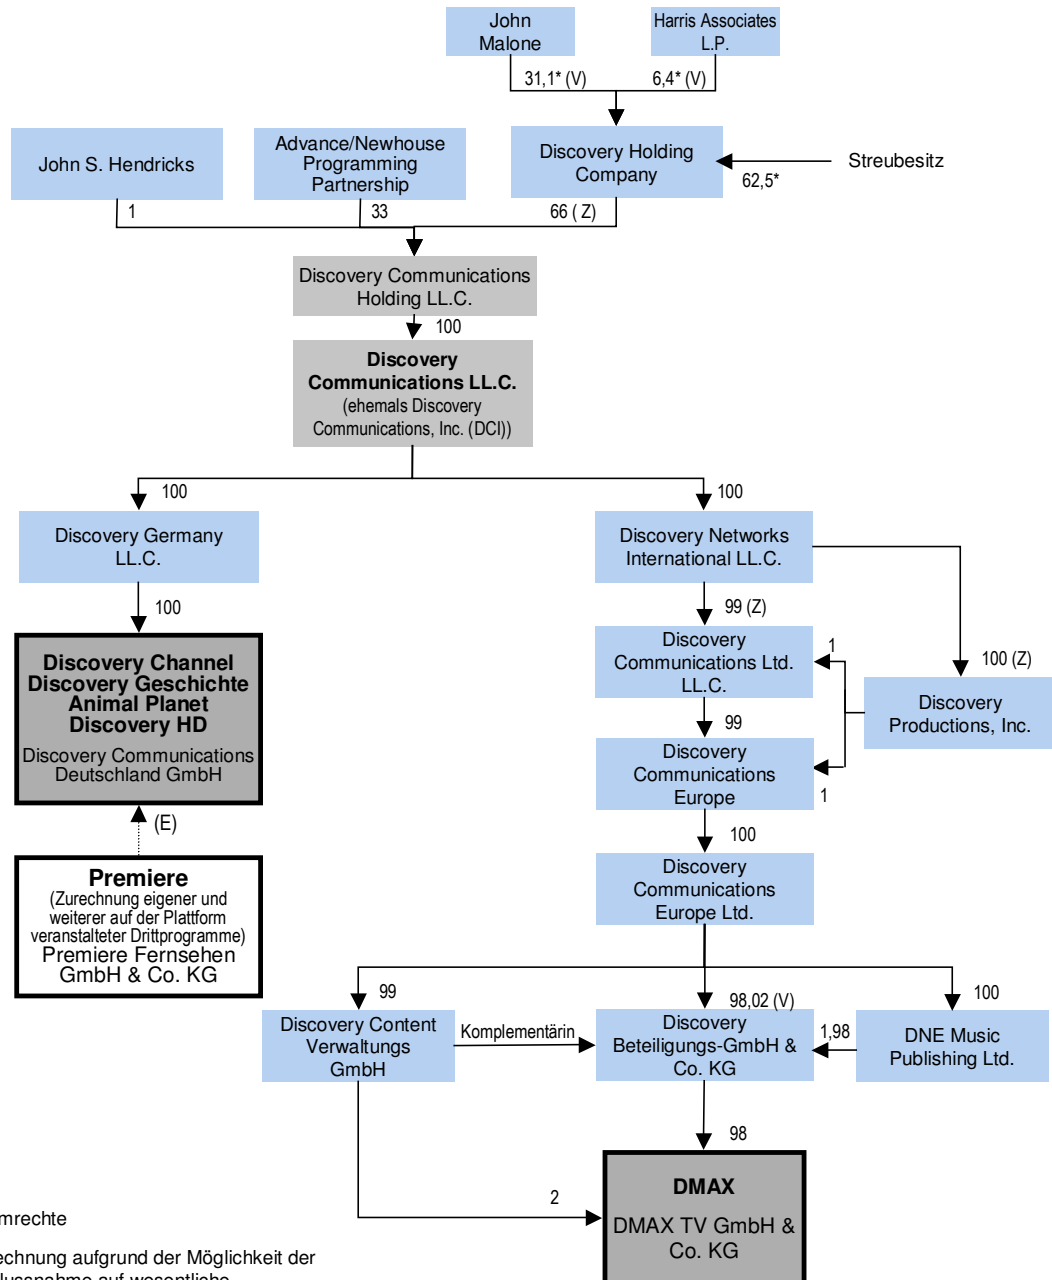 John
Malone
Harris Associates
L.P.
31,1* (V)
6,4* (V)
John S. Hendricks
Advance/Newhouse
Programming
Partnership
Discovery Holding
Company
Streubesitz
62,5*
1
33
66 ( Z)
Discovery Communications
Holding LL.C.
100
Discovery
Communications LL.C.
(ehemals Discovery
Communications, Inc. (DCI))
100
100
Discovery Germany
LL.C.
Discovery Networks
International LL.C.
100
99 (Z)
Discovery Channel
Discovery Geschichte
Animal Planet
Discovery HD
Discovery Communications
Deutschland GmbH
Discovery
Communications Ltd.
LL.C.
1
100 (Z)
Discovery
Productions, Inc.
99
Discovery
Communications
Europe
1
(E)
100
Premiere
(Zurechnung eigener und
weiterer auf der Plattform
veranstalteter Drittprogramme)
Premiere Fernsehen
GmbH & Co. KG
Discovery
Communications
Europe Ltd.
99
98,02 (V)
100
Discovery Content
Verwaltungs
GmbH
Komplementärin
Discovery
Beteiligungs-GmbH &
Co. KG
1,98
DNE Music
Publishing Ltd.
98
2
DMAX
DMAX TV GmbH &
Co. KG
mrechte
echnung aufgrund der Möglichkeit der